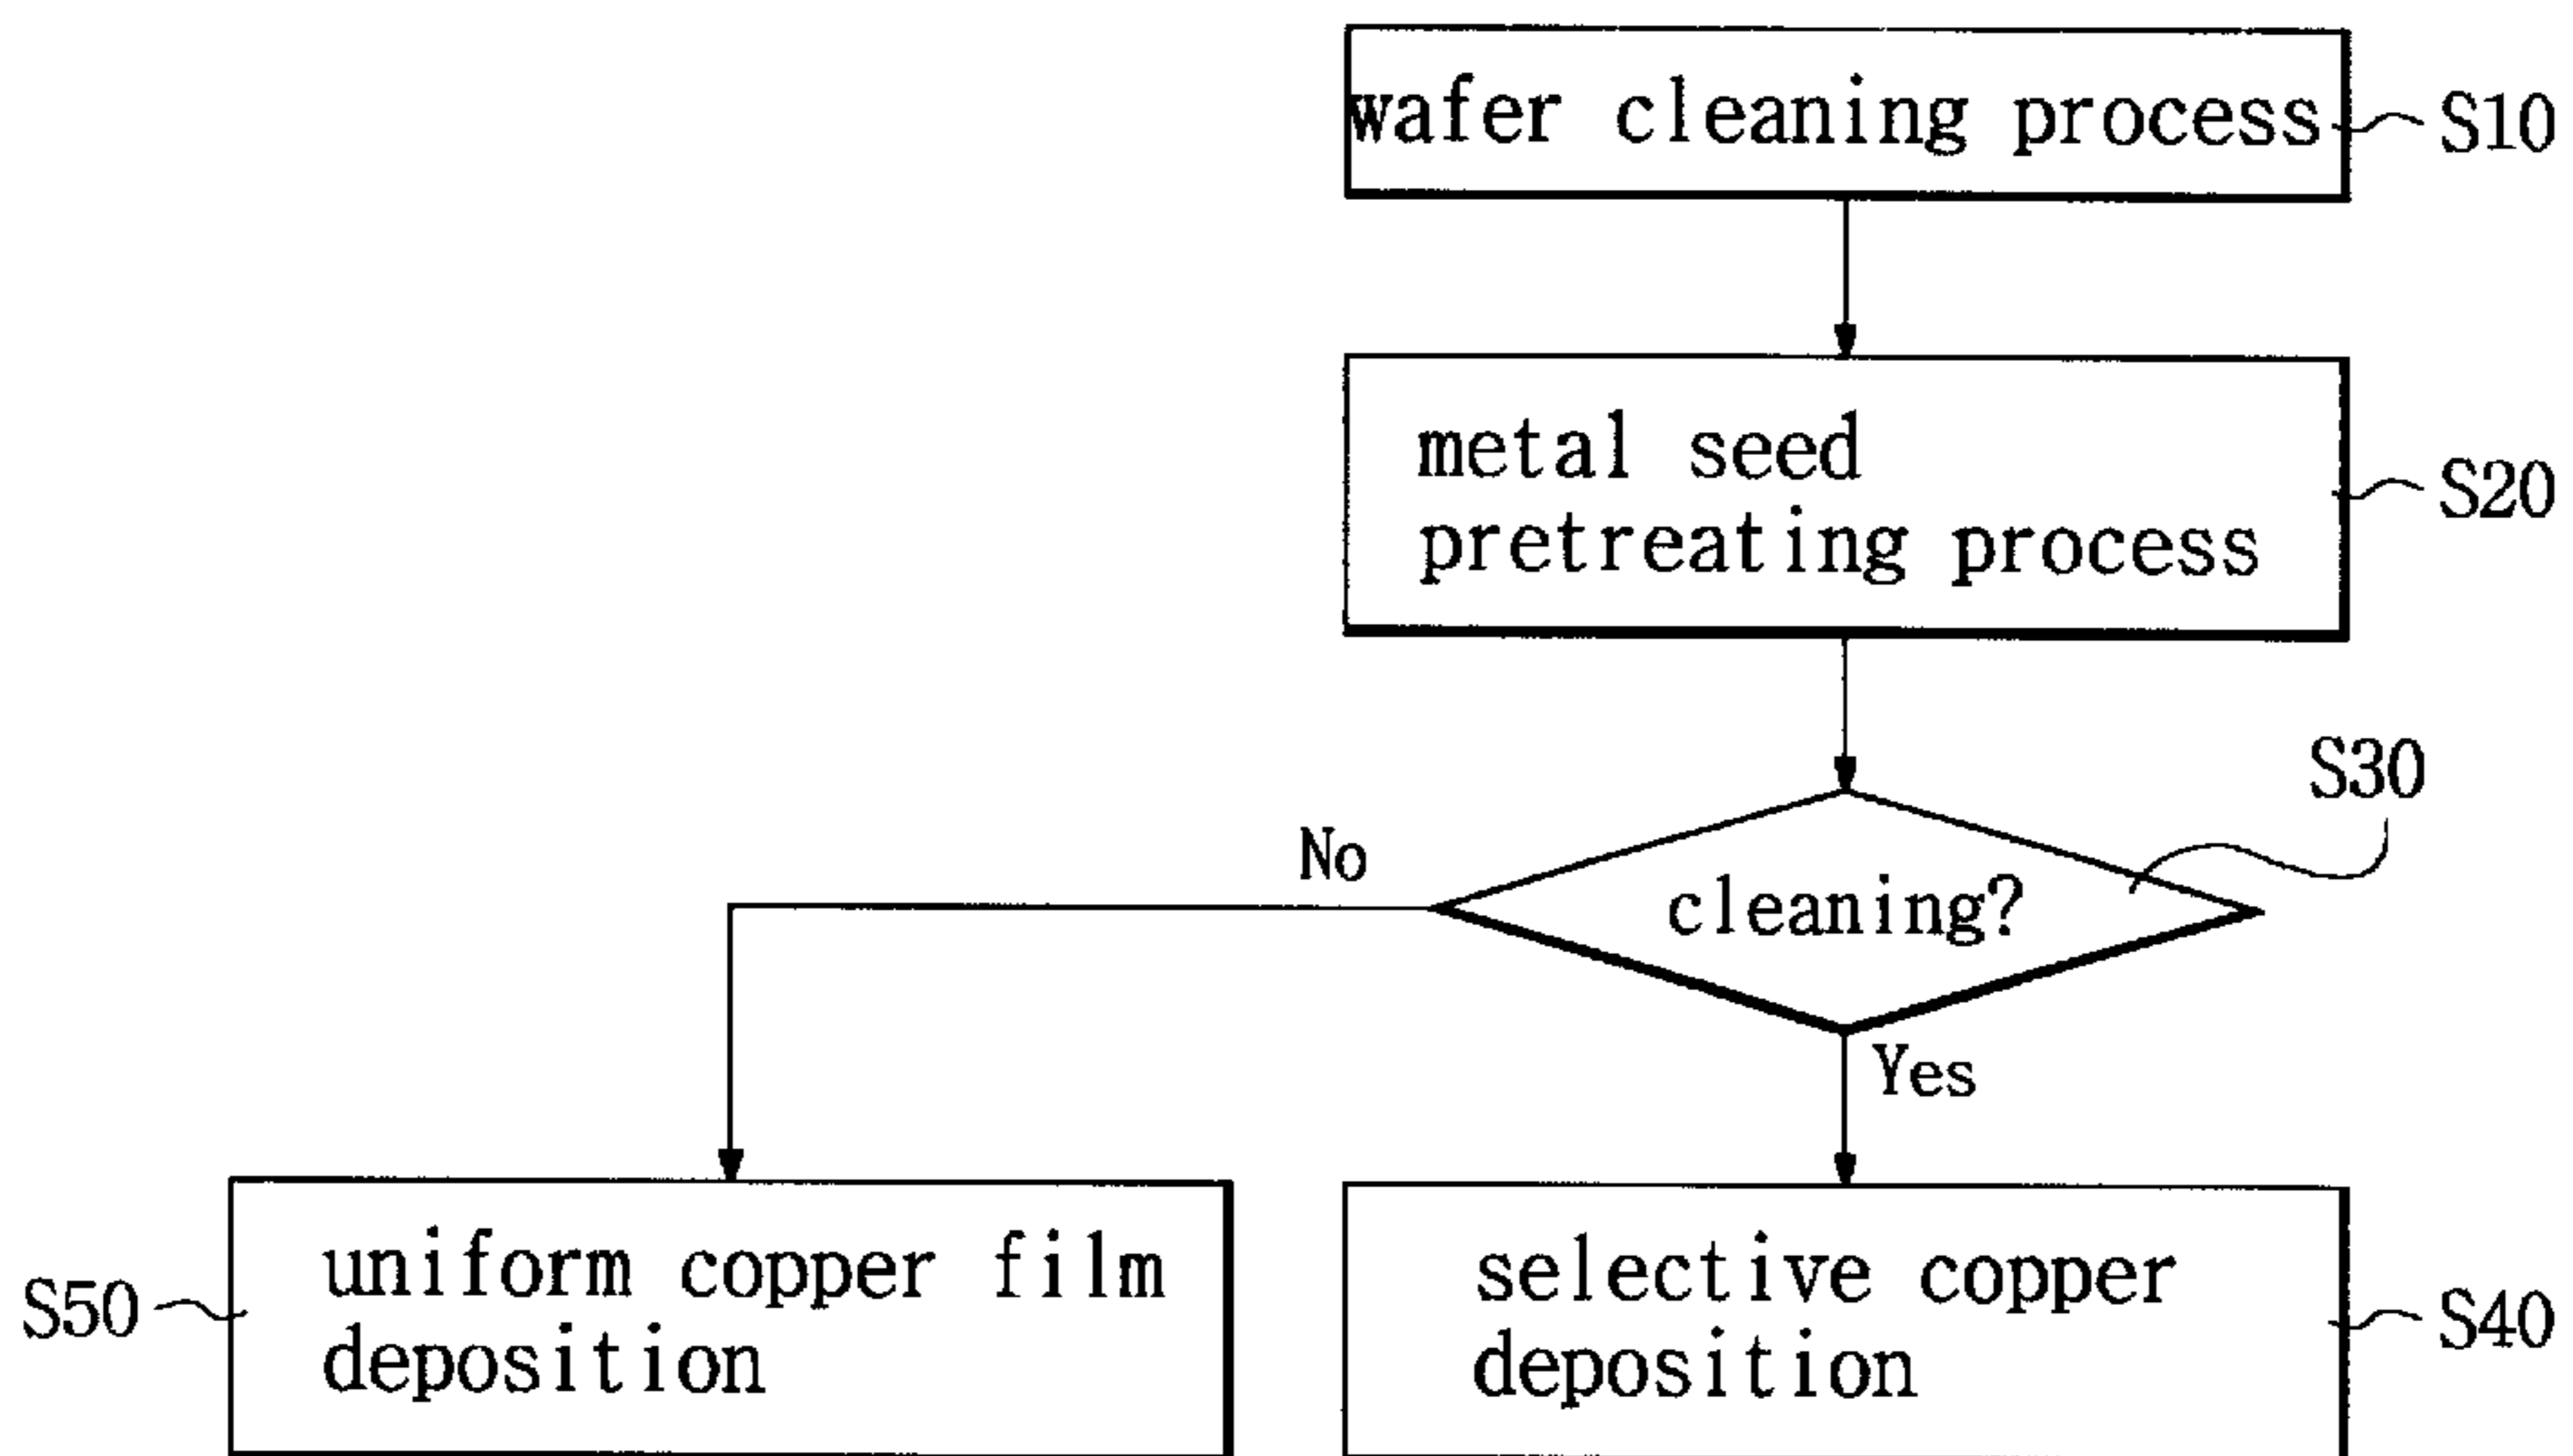 wafer cleaning process
S10
metal seed
pretreating process
S20
S30
No
cleaning?
Yes
S50
uniform copper film
deposition
selective copper
deposition
S40